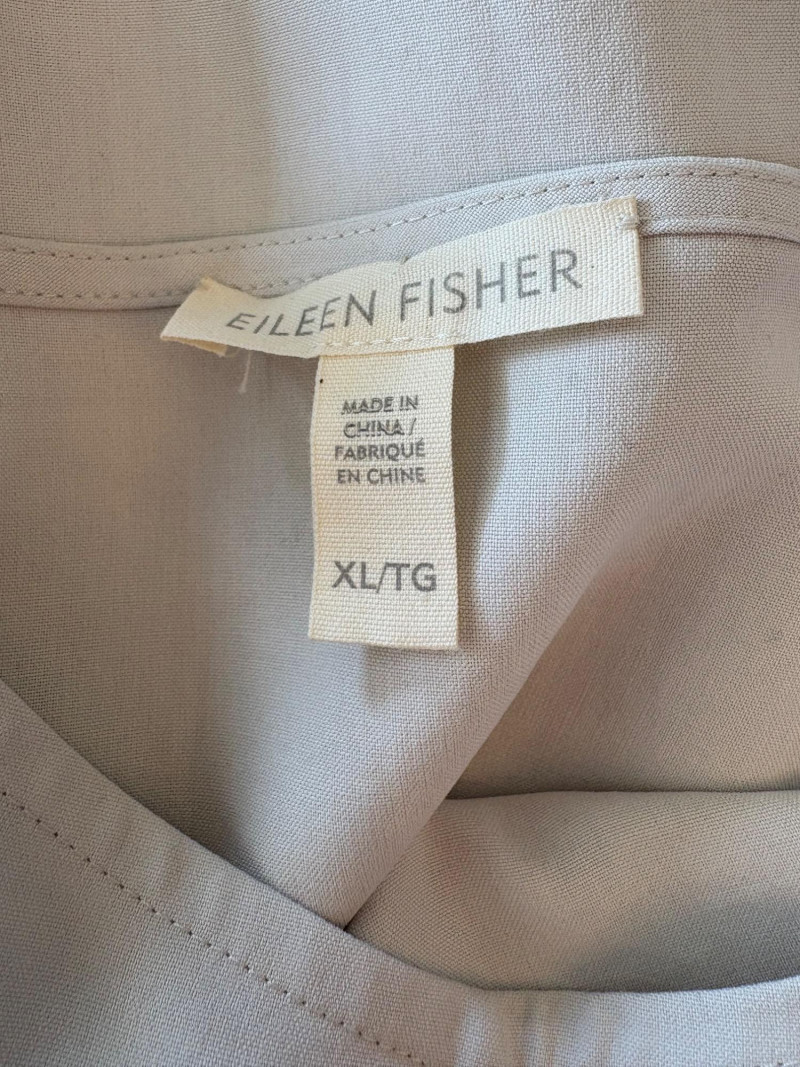 EILEEN FISHER
MADE IN
CHINA /
FABRIQUÉ
EN CHINE
XL/TG